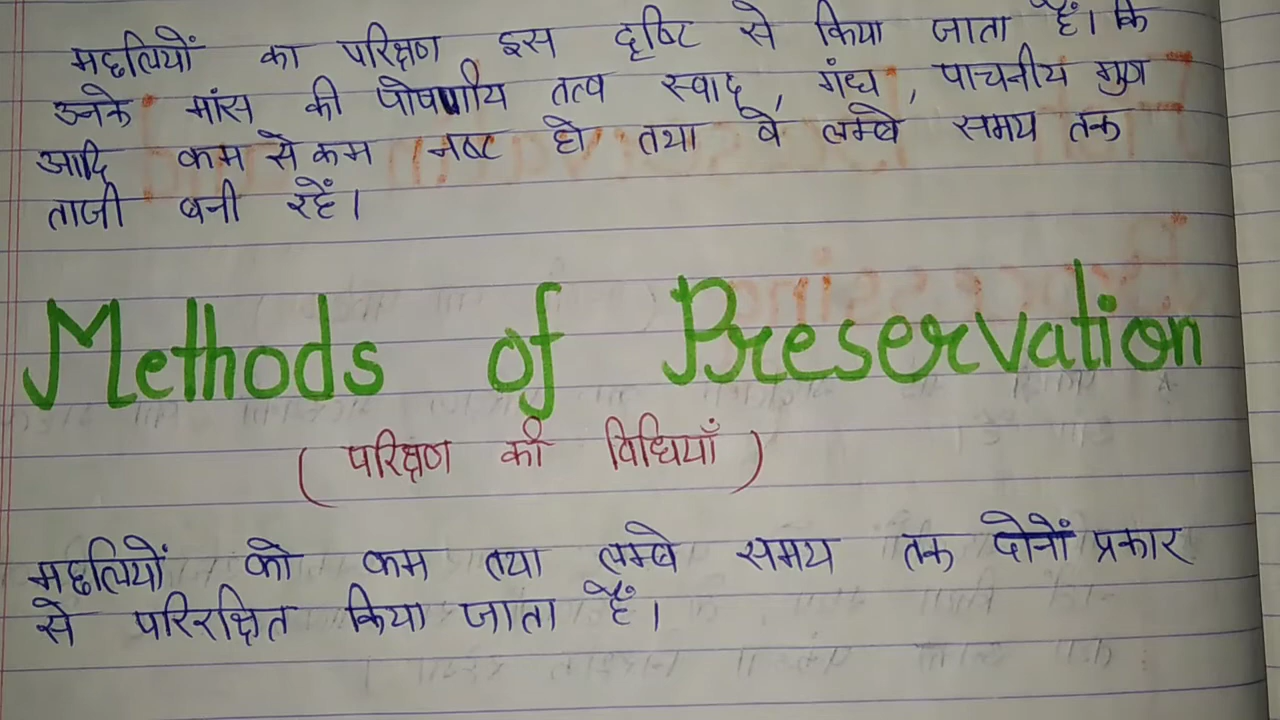 मछलियों का परिक्षण इस दृष्टि से किया जाता हैं। कि
उनके मांस की पोषणीय तत्व स्वाद, गंध, पाचनीय गुण
आदि कम से कम नष्ट हो तथा वे लम्बे समय तक
ताजी बनी रहें।
Methods of Preservation
( परिक्षण की विधियाँ )
मछलियों को कम तथा लम्बे समय तक दोनों प्रकार
से परिरक्षित किया जाता हैं।